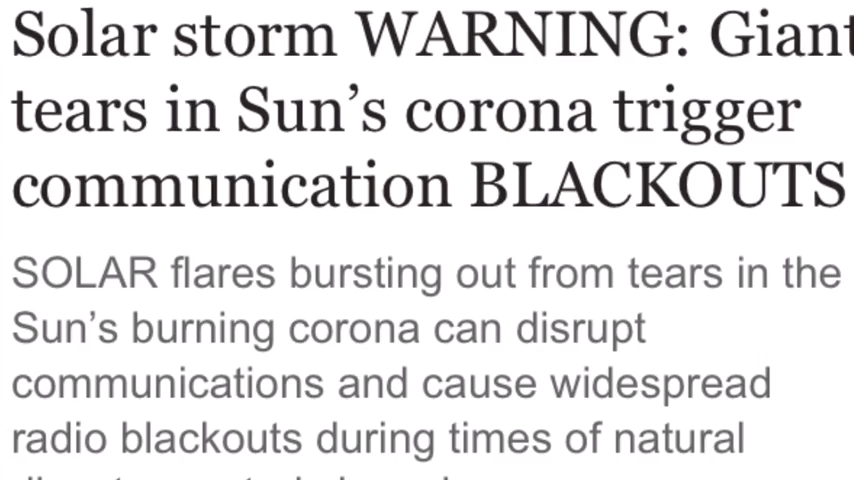 Solar storm WARNING: Giant
tears in Sun’s corona trigger
communication BLACKOUTS
SOLAR flares bursting out from tears in the
Sun’s burning corona can disrupt
communications and cause widespread
radio blackouts during times of natural